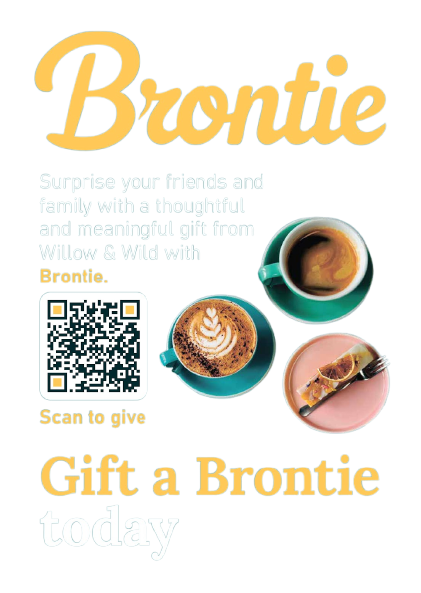 Brontie
Surprise your friends and
family with a thoughtful
and meaningful gift from
Willow & Wild with
Brontie.
Scan to give
Gift a Brontie
today